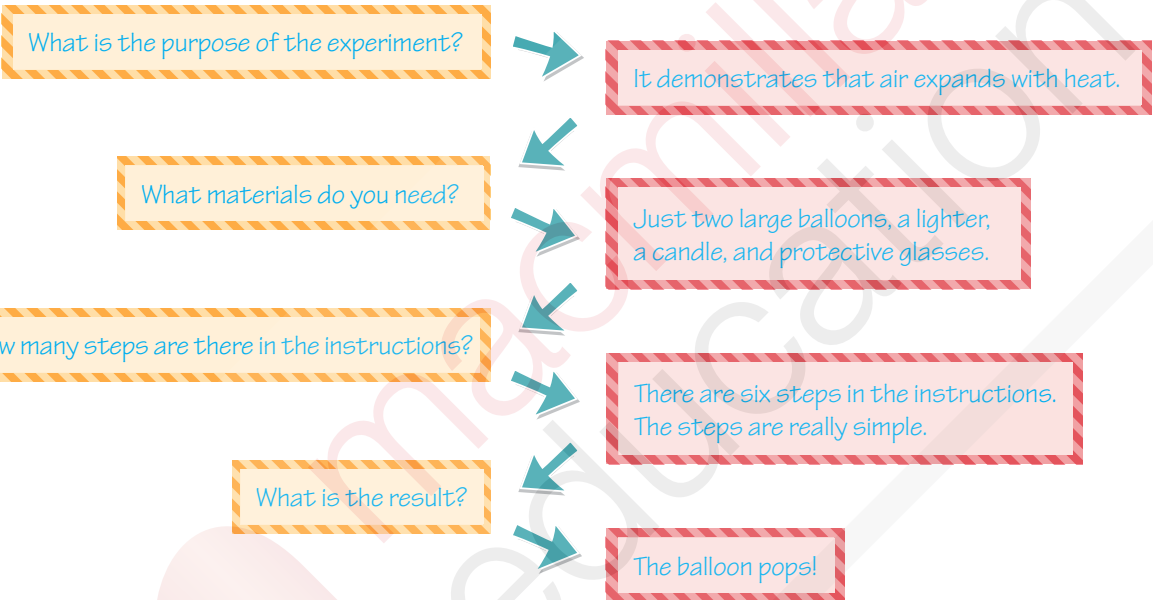 What is the purpose of the experiment?
It demonstrates that air expands with heat.
What materials do you need?
Just two large balloons, a lighter,
a candle, and protective glasses.
many steps are there in the instructions?
There are six steps in the instructions.
The steps are really simple.
What is the result?
The balloon pops!
macmilla
education